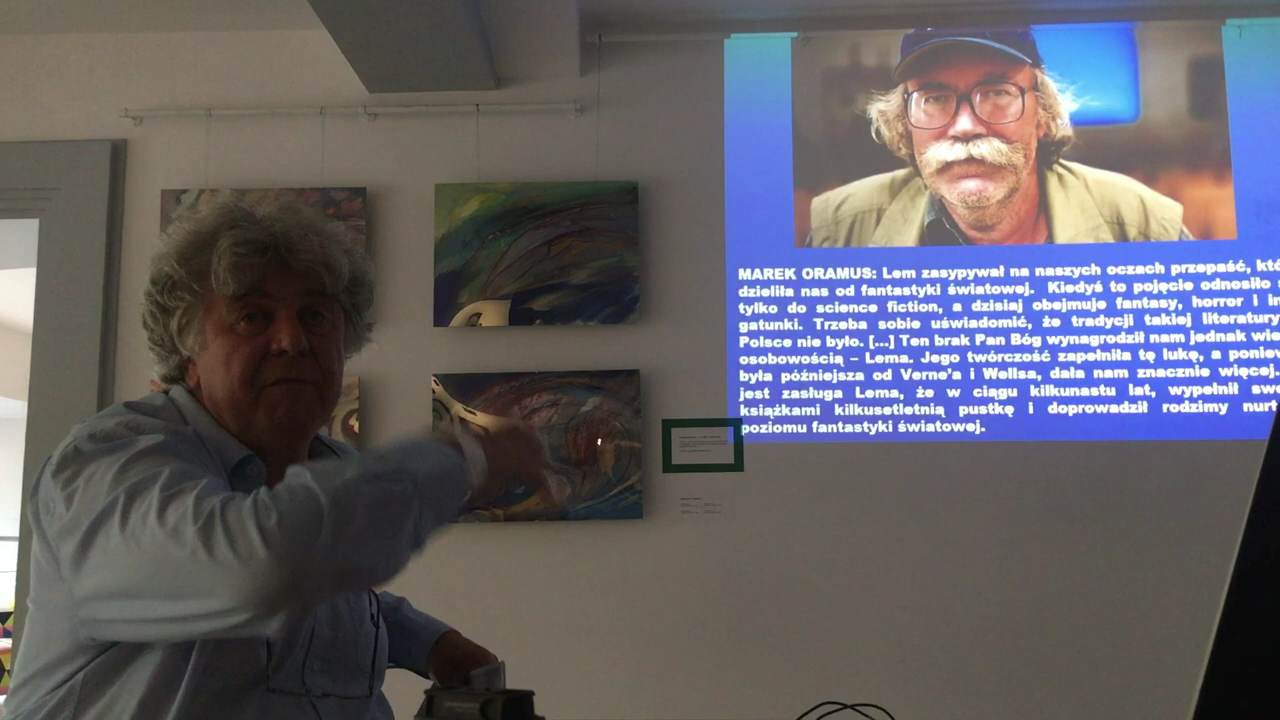 MAREK ORAMUS: Lem zasypywał na naszych oczach przepaść, któ
dzieliła nas od fantastyki światowej. Kiedyś to pojęcie odnosiło s
tylko do science fiction, a dzisiaj obejmuje fantasy, horror i in
gatunki. Trzeba sobie uświadomić, że tradycji takiej literatury
Polsce nie było. [...] Ten brak Pan Bóg wynagrodził nam jednak wie
osobowością – Lema. Jego twórczość zapełniła tę lukę, a poniew
była późniejsza od Verne'a i Wellsa, dała nam znacznie więcej.
jest zasługa Lema, że w ciągu kilkunastu lat, wypełnił swo
książkami kilkusetletnią pustkę i doprowadził rodzimy nurt
poziomu fantastyki światowej.